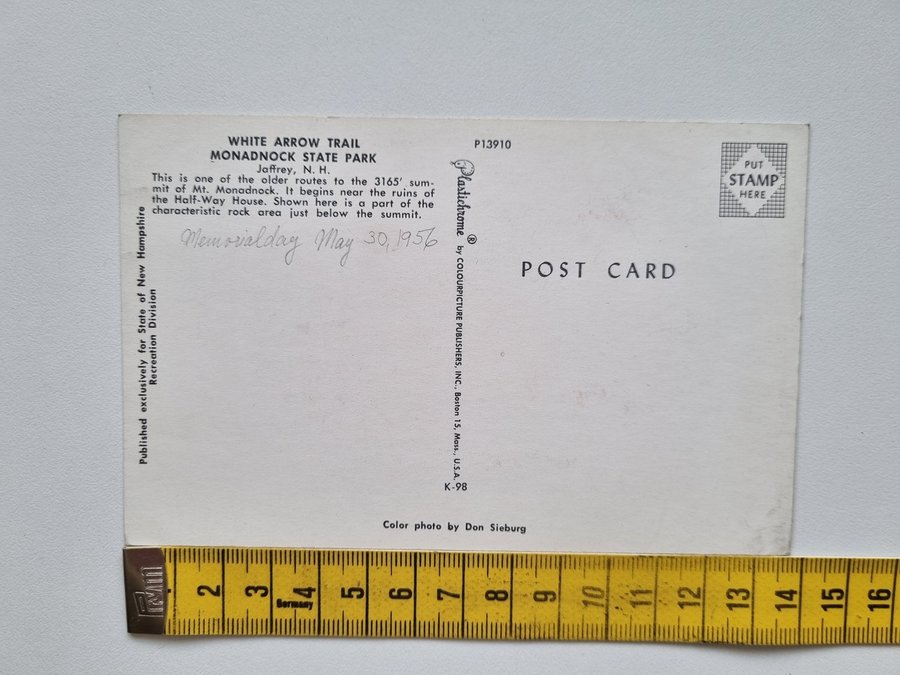 WHITE ARROW TRAIL
MONADNOCK STATE PARK
Jaffrey, N. H.
This is one of the older routes to the 3165' sum-
mit of Mt. Monadnock. It begins near the ruins of
the Half-Way House. Shown here is a part of the
characteristic rock area just below the summit.
Memorialday May 30, 1956
Published exclusively for State of New Hampshire
Recreation Division
P13910
Plastichrome ® by COLOURPICTURE PUBLISHERS, INC., Boston 15, Mass., U.S.A.
K-98
PUT
STAMP
HERE
POST CARD
Color photo by Don Sieburg
2 3 4 5 6 7 8 9 10 11 12 13 14 15 16
Germany